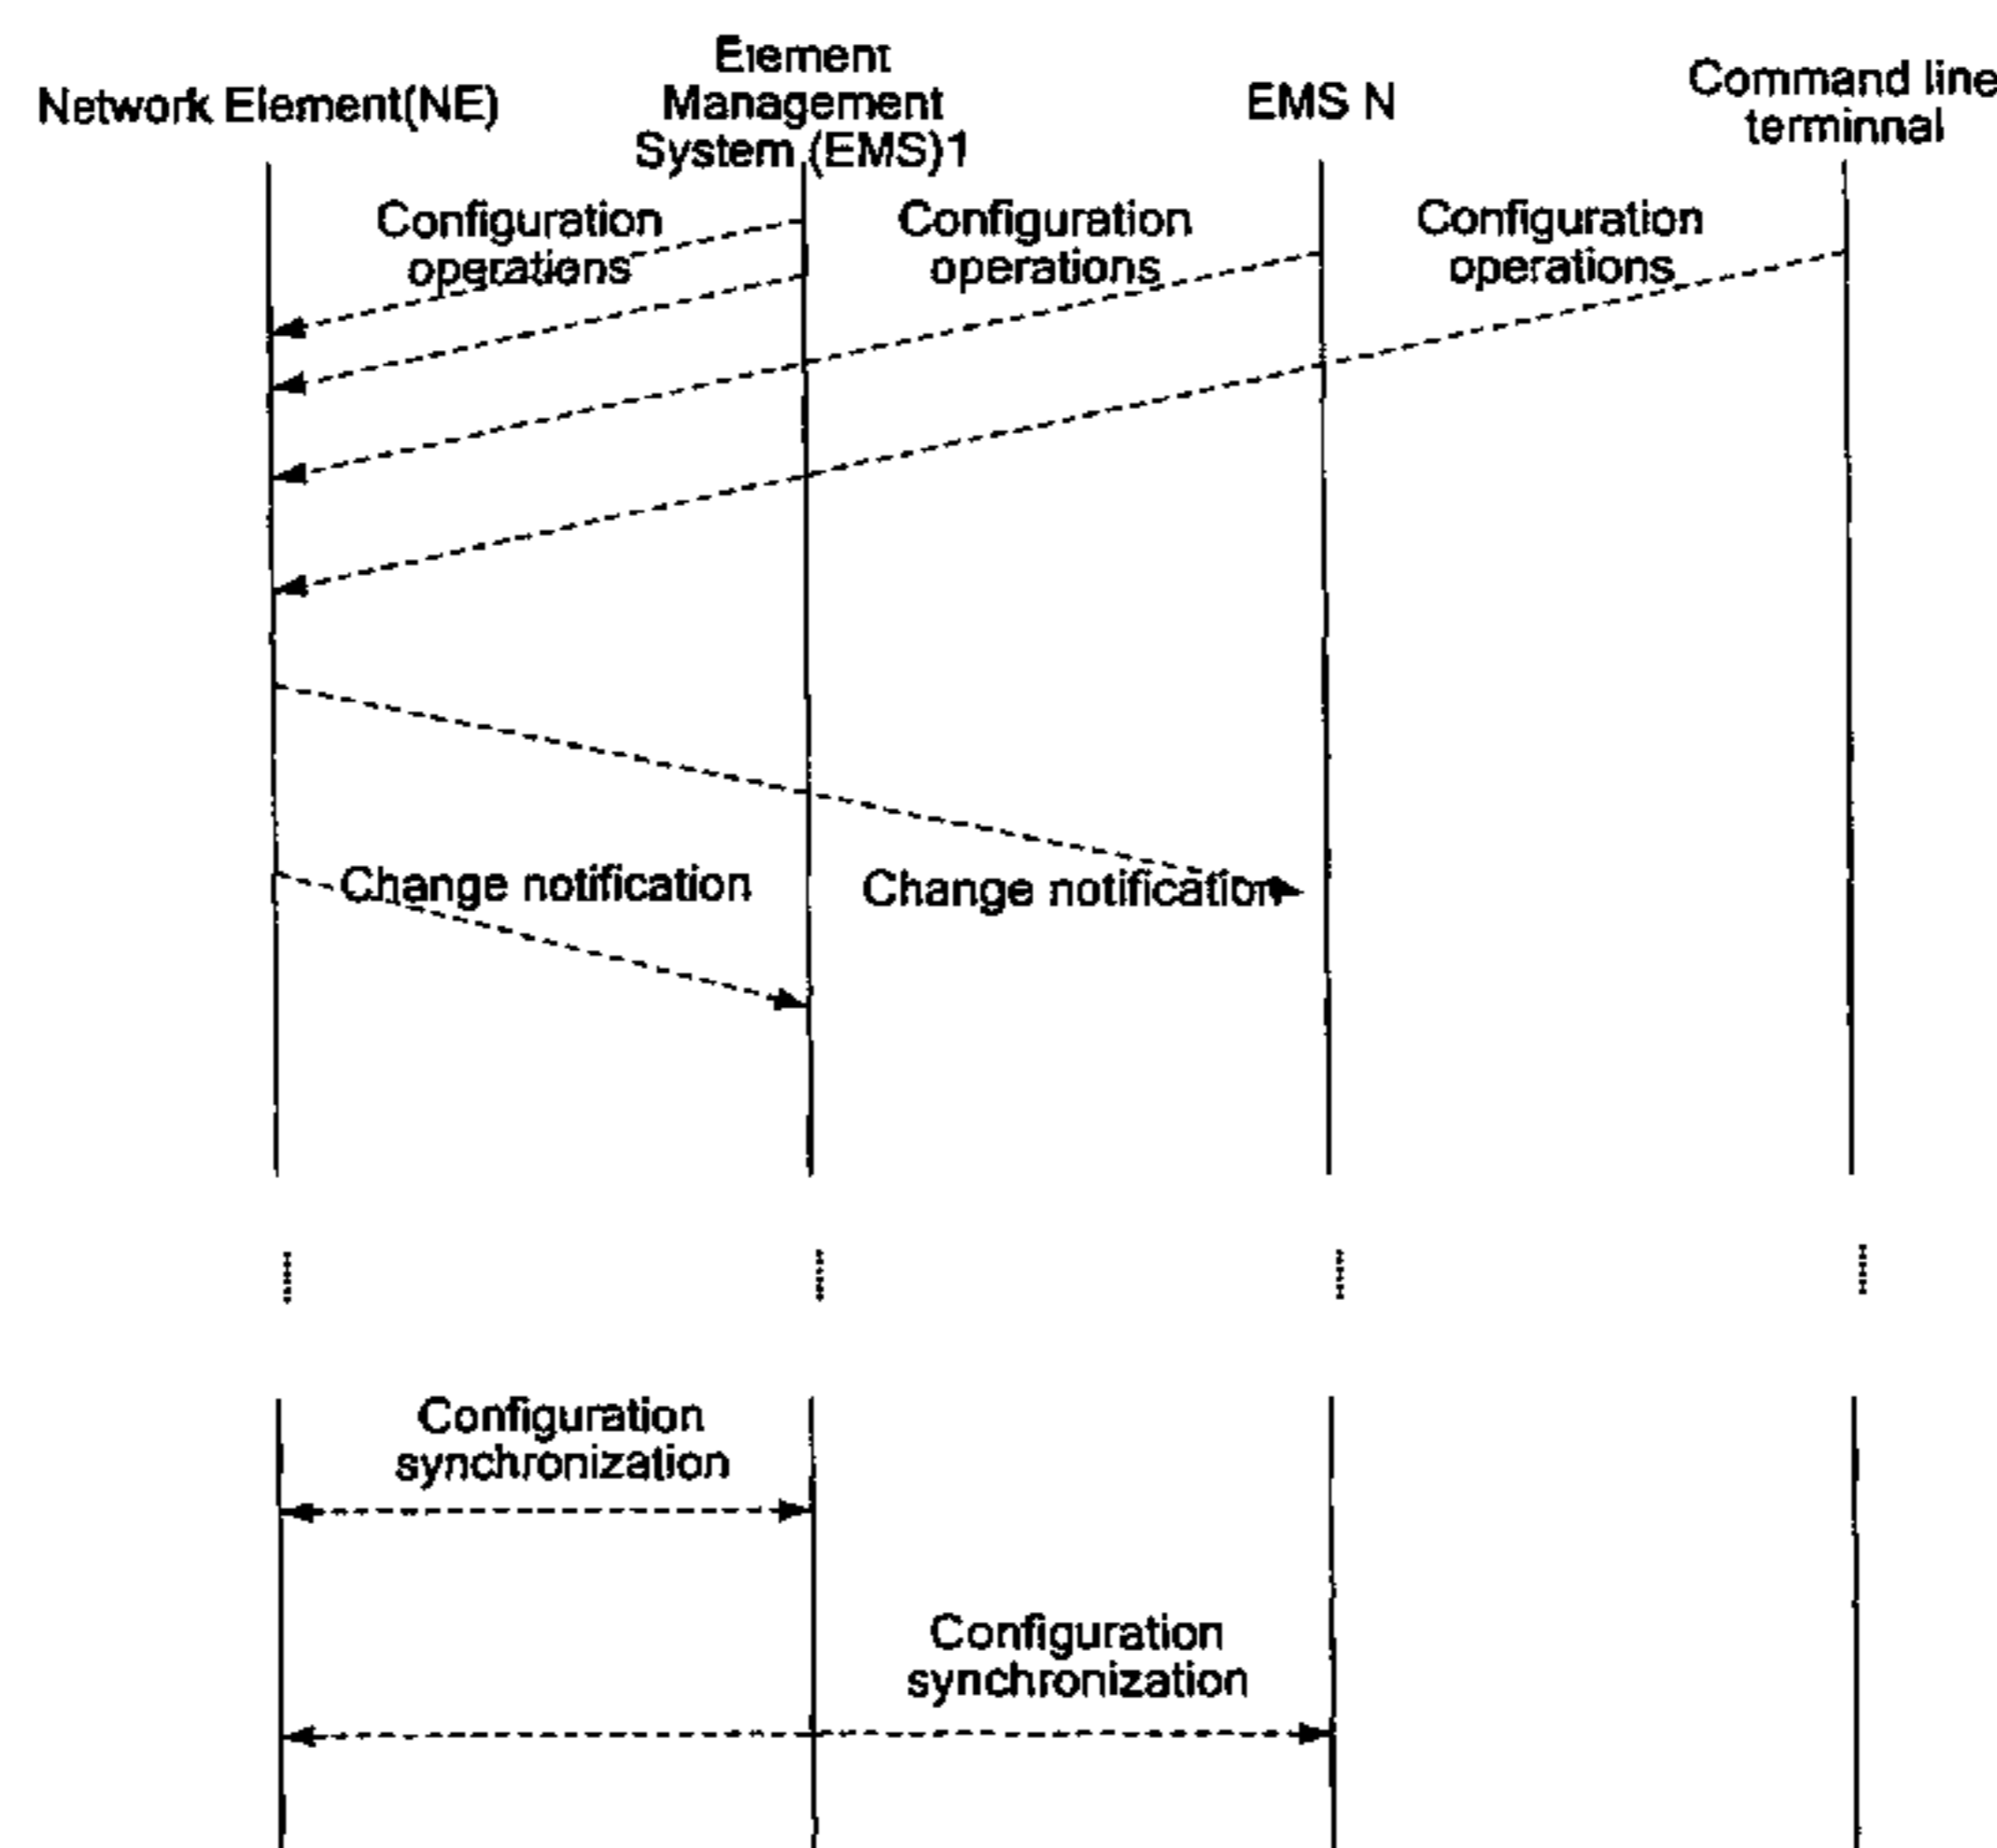 Network Element(NE)
Element
Management
System (EMS)1
EMS N
Command line
terminnal
Configuration
operations
Configuration
operations
Configuration
operations
Change notification
Change notification
Configuration
synchronization
Configuration
synchronization